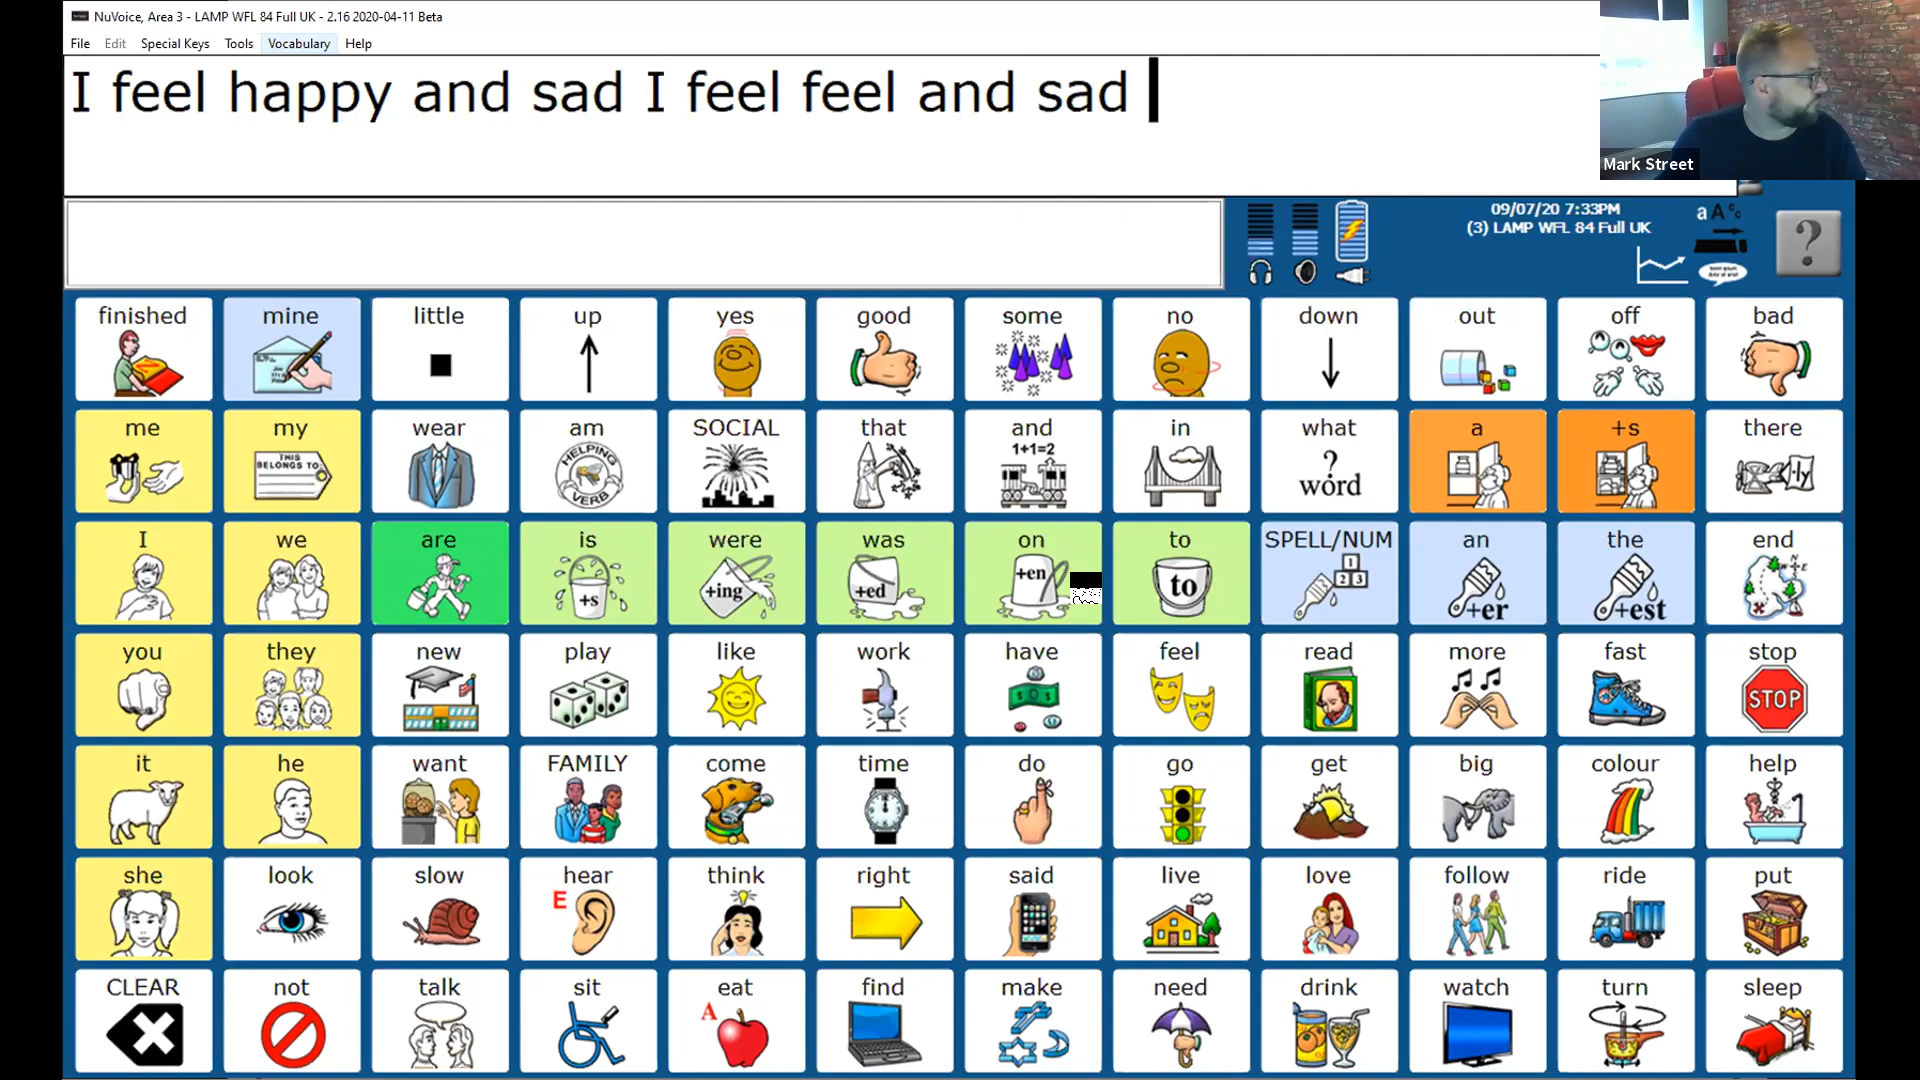 NuVoice, Area 3 - LAMP WFL 84 Full UK - 2.16 2020-04-11 Beta
File Edit Special Keys Tools Vocabulary Help
I feel happy and sad I feel feel and sad
Mark Street
09/07/20 7:33PM
(3) LAMP WFL 84 Full UK
a A C c
?
finished mine little up yes good some no down out off bad
me my wear am SOCIAL that and in what a +s there
THIS BELONGS TO
HELPING VERB
1+1=2
? word
ly
I we are is were was on to SPELL/NUM an the end
+s +ing +ed +en to 1 2 3 +er +est N W E
you they new play like work have feel read more fast stop
STOP
it he want FAMILY come time do go get big colour help
she look slow hear think right said live love follow ride put
E
CLEAR not talk sit eat find make need drink watch turn sleep
A